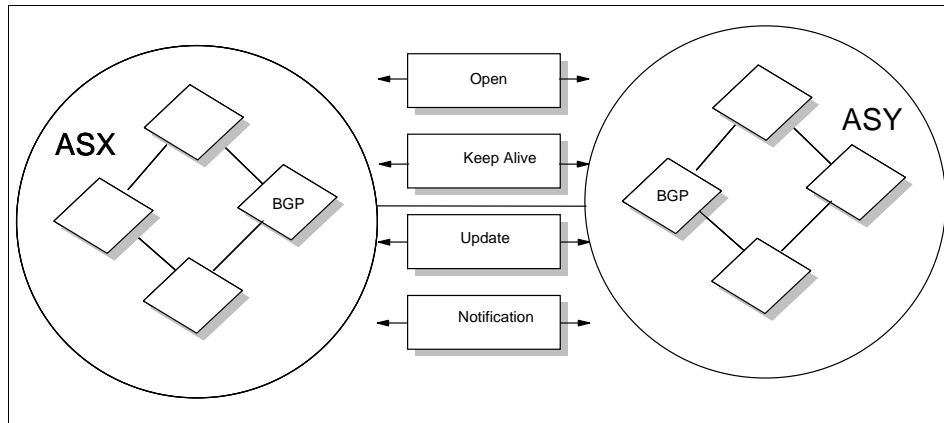 Open
ASX
ASY
Keep Alive
BGP
BGP
Update
Notification